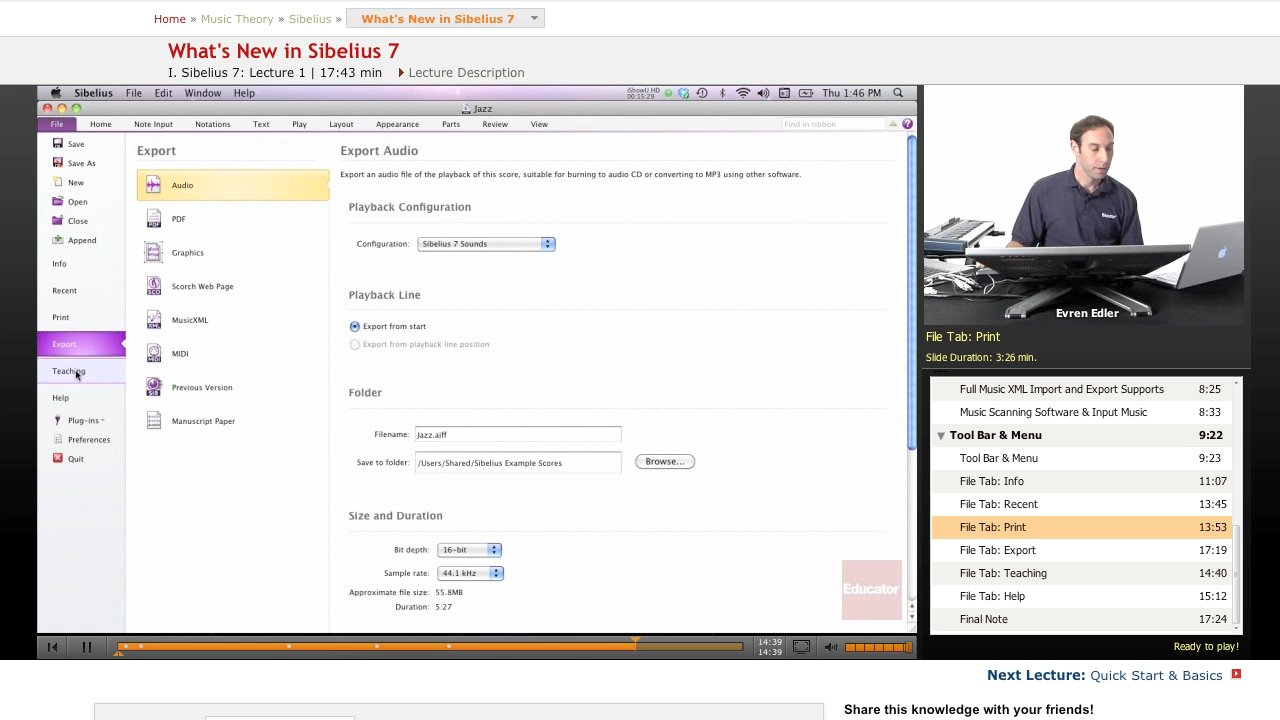 Home » Music Theory » Sibelius » What's New in Sibelius 7
What's New in Sibelius 7
I. Sibelius 7: Lecture 1 | 17:43 min Lecture Description
Sibelius File Edit Window Help
iShowU HD
00:15:29
Thu 1:46 PM
Jazz
File Home Note Input Notations Text Play Layout Appearance Parts Review View
Find in ribbon
Save
Save As
New
Open
Close
Append
Info
Recent
Print
Export
Teaching
Help
Plug-ins
Preferences
Quit
Export
Audio
PDF
Graphics
Scorch Web Page
MusicXML
MIDI
Previous Version
Manuscript Paper
Export Audio
Export an audio file of the playback of this score, suitable for burning to audio CD or converting to MP3 using other software.
Playback Configuration
Configuration: Sibelius 7 Sounds
Playback Line
Export from start
Export from playback line position
Folder
Filename: Jazz.aiff
Save to folder: /Users/Shared/Sibelius Example Scores Browse...
Size and Duration
Bit depth: 16-bit
Sample rate: 44.1 kHz
Approximate file size: 55.8MB
Duration: 5:27
Educator
14:39
14:39
Evren Edler
File Tab: Print
Slide Duration: 3:26 min.
Full Music XML Import and Export Supports 8:25
Music Scanning Software & Input Music 8:33
Tool Bar & Menu 9:22
Tool Bar & Menu 9:23
File Tab: Info 11:07
File Tab: Recent 13:45
File Tab: Print 13:53
File Tab: Export 17:19
File Tab: Teaching 14:40
File Tab: Help 15:12
Final Note 17:24
Ready to play!
Next Lecture: Quick Start & Basics
Share this knowledge with your friends!